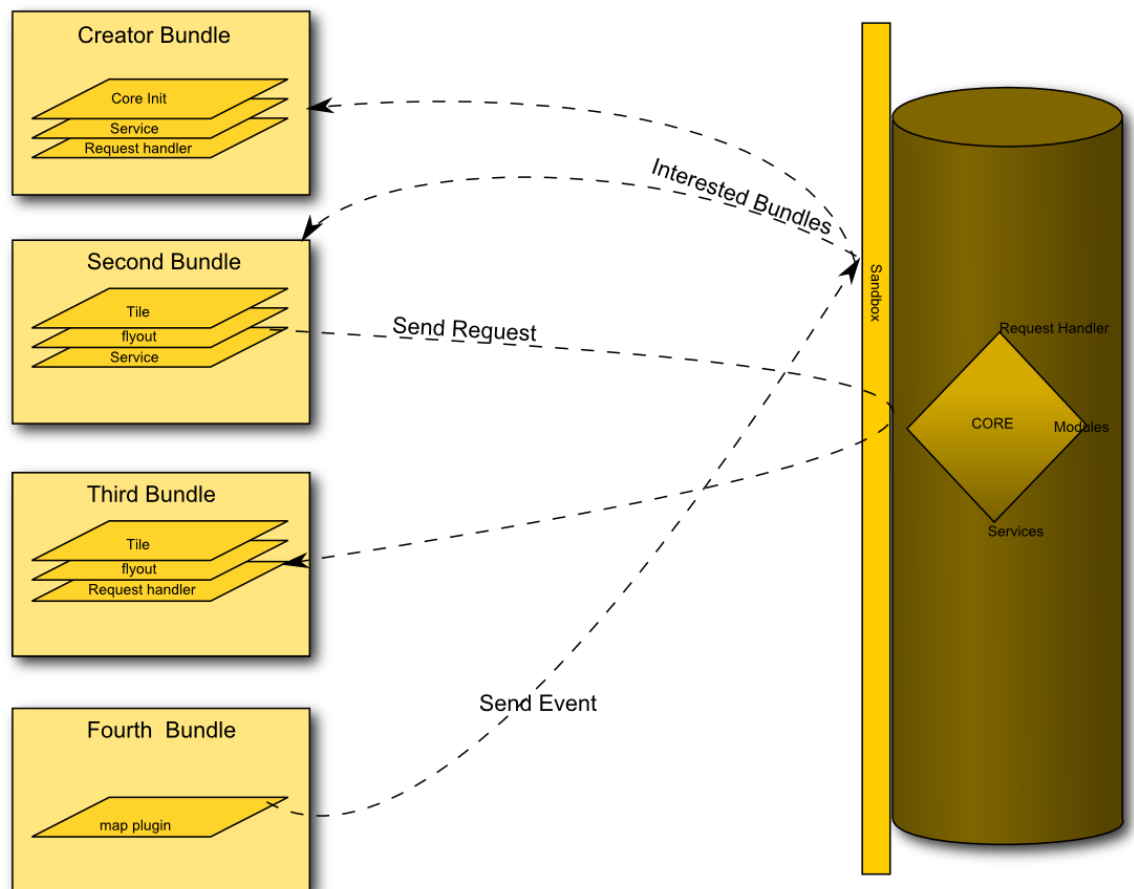 Creator Bundle
Core Init
Service
Request handler
Second Bundle
Tile
flyout
Service
Third Bundle
Tile
flyout
Request handler
Fourth Bundle
map plugin
Interested Bundles
Send Request
Send Event
Sandbox
Request Handler
CORE
Modules
Services